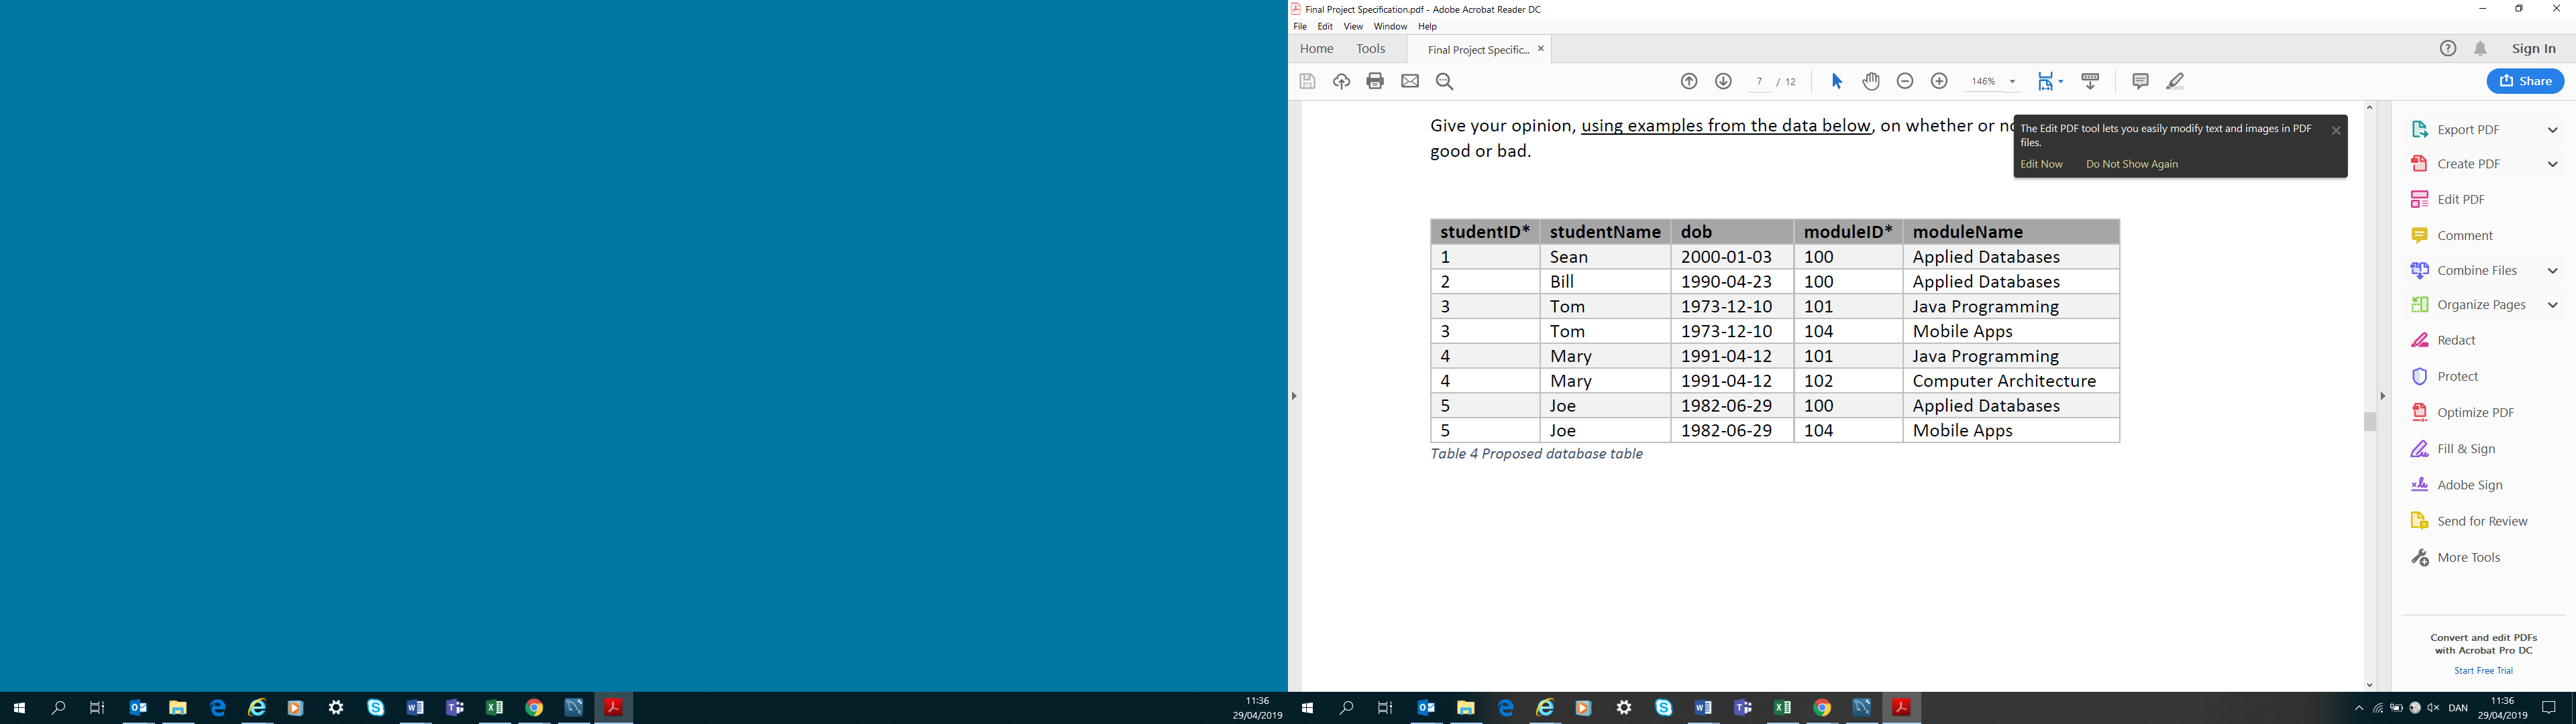 Final Project Specification.pdf - Adobe Acrobat Reader DC
File Edit View Window Help
Home Tools Final Project Specific... × Sign In
7 / 12 146% Share
Give your opinion, using examples from the data below, on whether or no
good or bad.
The Edit PDF tool lets you easily modify text and images in PDF
files.
Edit Now Do Not Show Again
studentID* studentName dob moduleID* moduleName
1 Sean 2000-01-03 100 Applied Databases
2 Bill 1990-04-23 100 Applied Databases
3 Tom 1973-12-10 101 Java Programming
3 Tom 1973-12-10 104 Mobile Apps
4 Mary 1991-04-12 101 Java Programming
4 Mary 1991-04-12 102 Computer Architecture
5 Joe 1982-06-29 100 Applied Databases
5 Joe 1982-06-29 104 Mobile Apps
Table 4 Proposed database table
Export PDF
Create PDF
Edit PDF
Comment
Combine Files
Organize Pages
Redact
Protect
Optimize PDF
Fill & Sign
Adobe Sign
Send for Review
More Tools
Convert and edit PDFs
with Acrobat Pro DC
Start Free Trial
11:36
29/04/2019
DAN
11:36
29/04/2019